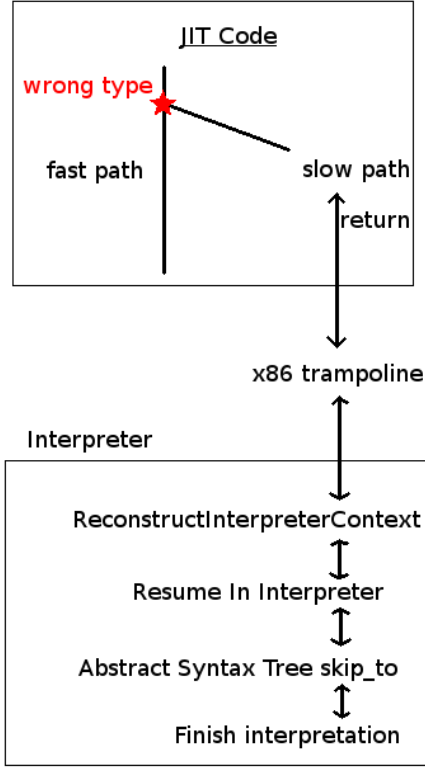 JIT Code
wrong type
fast path
slow path
return
x86 trampoline
Interpreter
ReconstructInterpreterContext
Resume In Interpreter
Abstract Syntax Tree skip_to
Finish interpretation